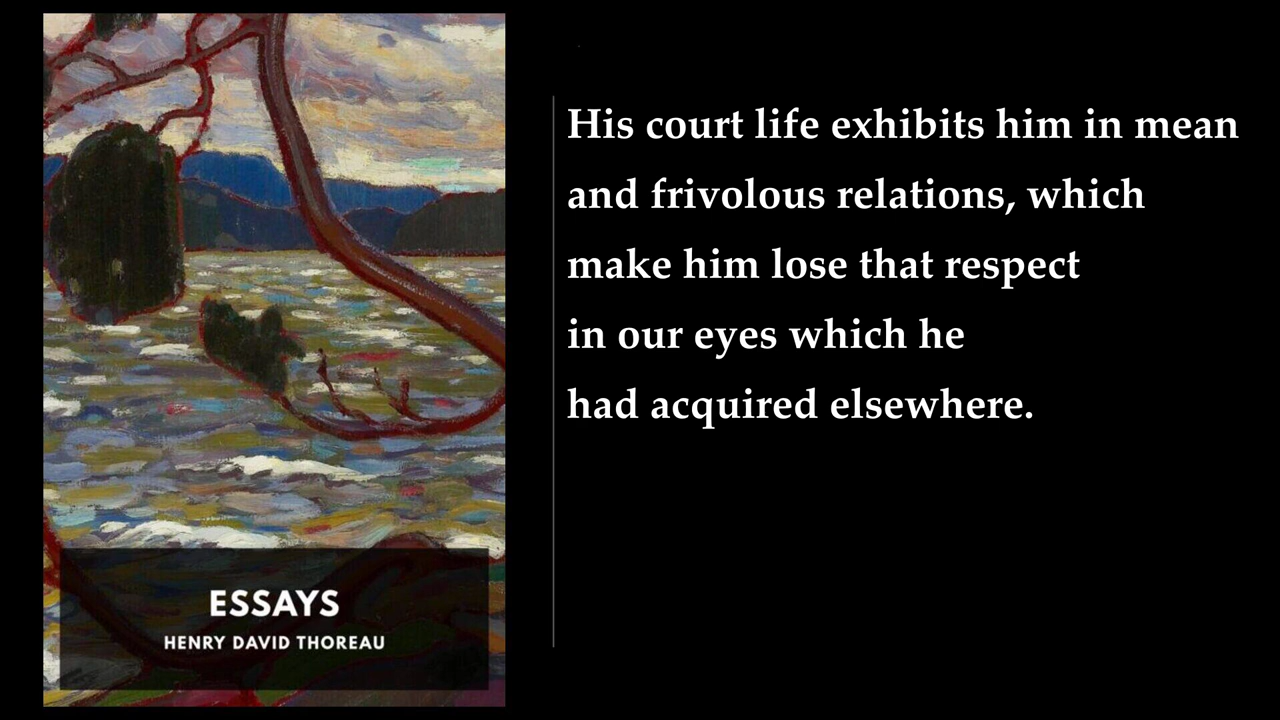 His court life exhibits him in mean
and frivolous relations, which
make him lose that respect
in our eyes which he
had acquired elsewhere.
ESSAYS
HENRY DAVID THOREAU